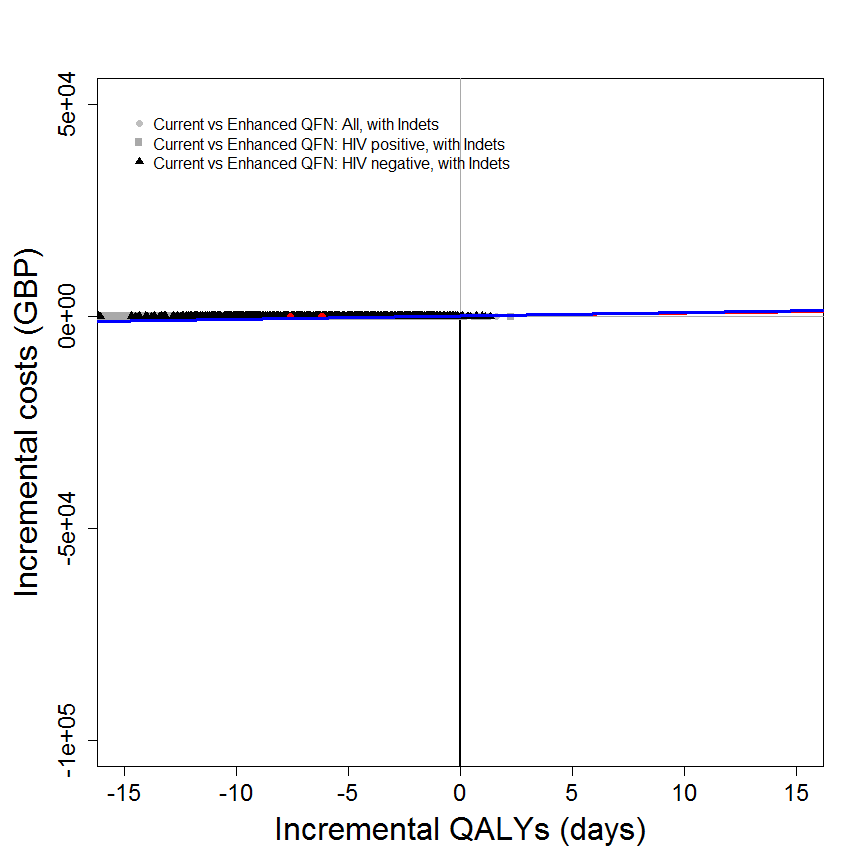 Current vs Enhanced QFN: All, with Indets
Current vs Enhanced QFN: HIV positive, with Indets
Current vs Enhanced QFN: HIV negative, with Indets
Incremental costs (GBP)
5e+04
0e+00
-5e+04
-1e+05
-15 -10 -5 0 5 10 15
Incremental QALYs (days)